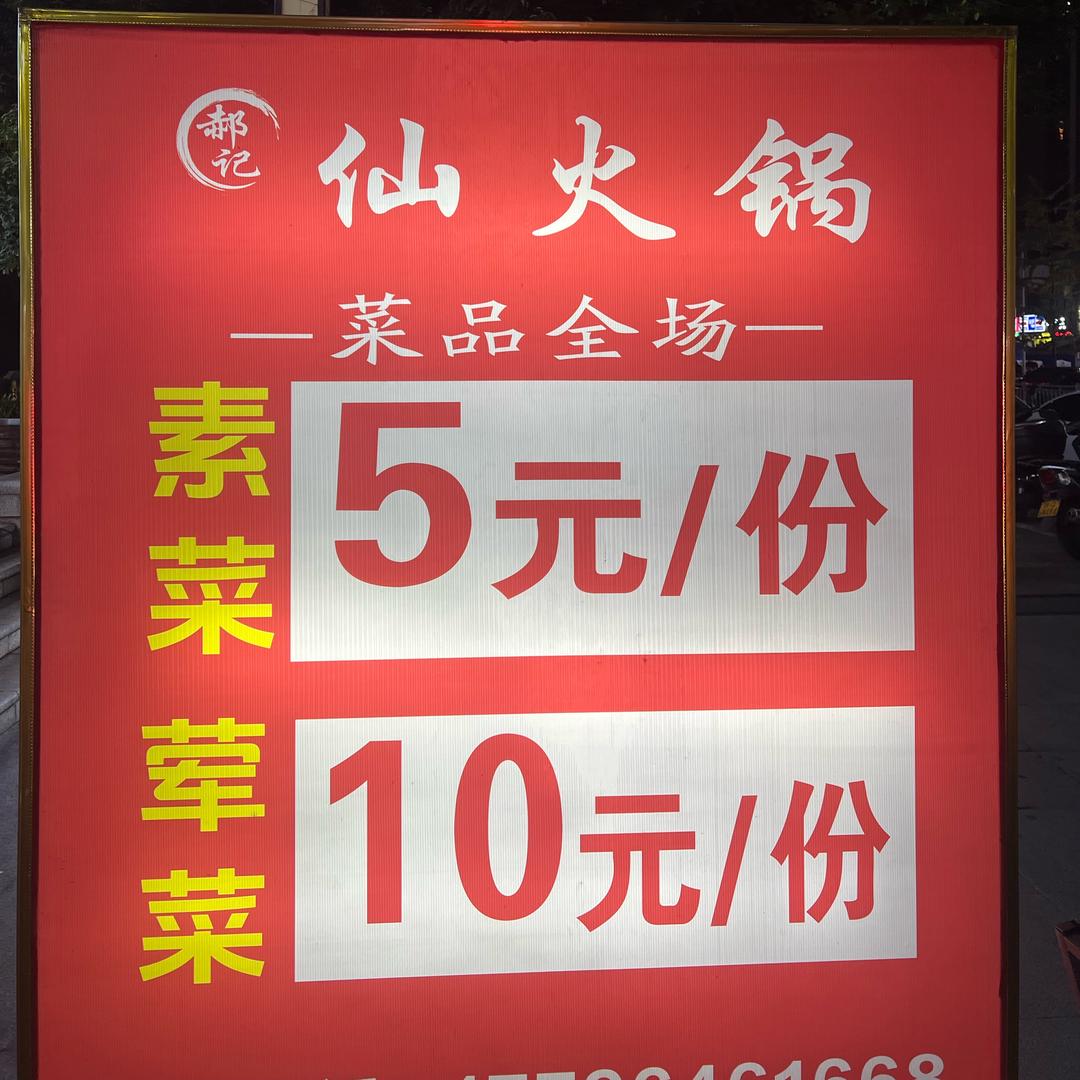 郝记
仙火锅
菜品全场
素菜 5元/份
荤菜 10元/份